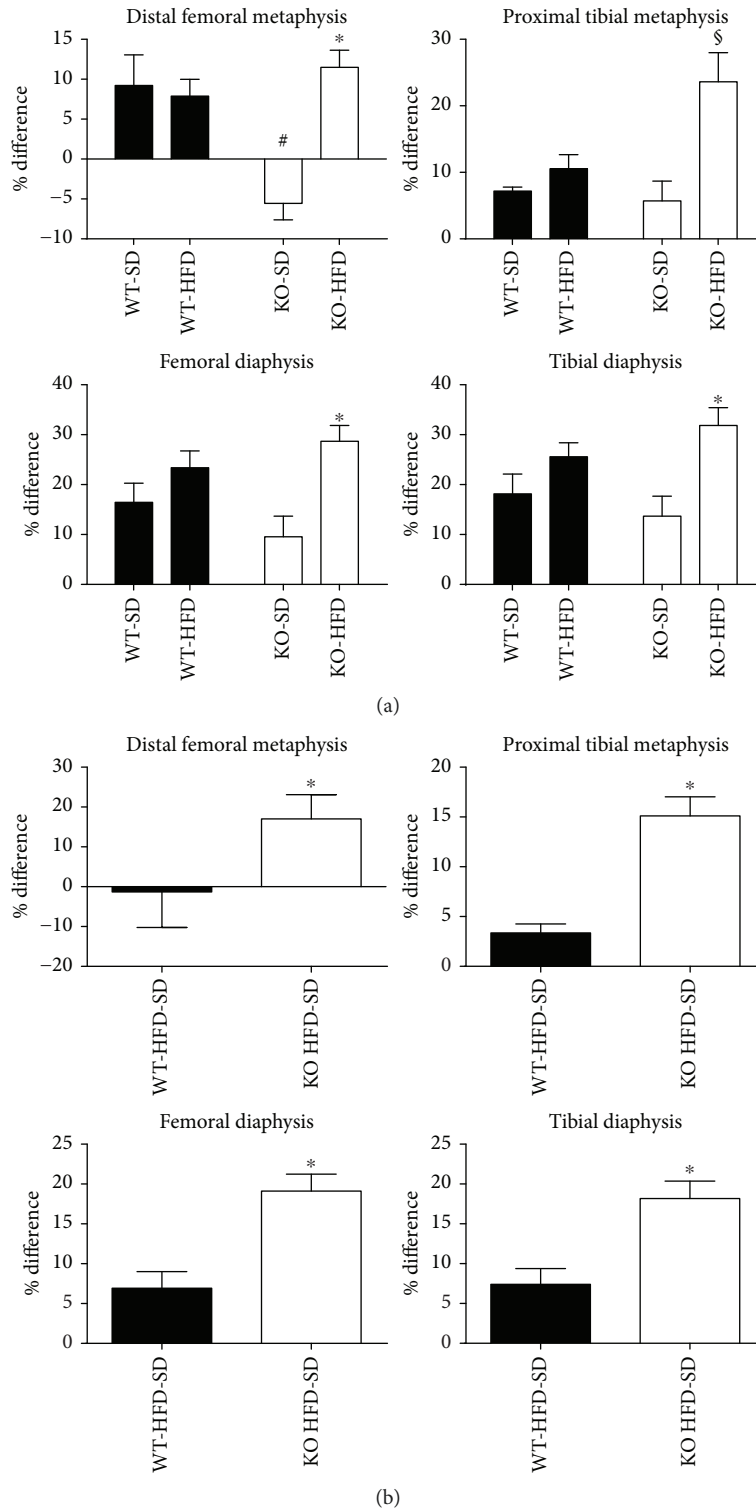 Distal femoral metaphysis
% difference
15
10
5
0
−5
−10
#
*
WT-SD
WT-HFD
KO-SD
KO-HFD
Proximal tibial metaphysis
% difference
30
20
10
0
§
WT-SD
WT-HFD
KO-SD
KO-HFD
Femoral diaphysis
% difference
40
30
20
10
0
*
WT-SD
WT-HFD
KO-SD
KO-HFD
Tibial diaphysis
% difference
40
30
20
10
0
*
WT-SD
WT-HFD
KO-SD
KO-HFD
(a)
Distal femoral metaphysis
% difference
30
20
10
0
−10
−20
*
WT-HFD-SD
KO HFD-SD
Proximal tibial metaphysis
% difference
20
15
10
5
0
*
WT-HFD-SD
KO HFD-SD
Femoral diaphysis
% difference
25
20
15
10
5
0
*
WT-HFD-SD
KO HFD-SD
Tibial diaphysis
% difference
25
20
15
10
5
0
*
WT-HFD-SD
KO HFD-SD
(b)